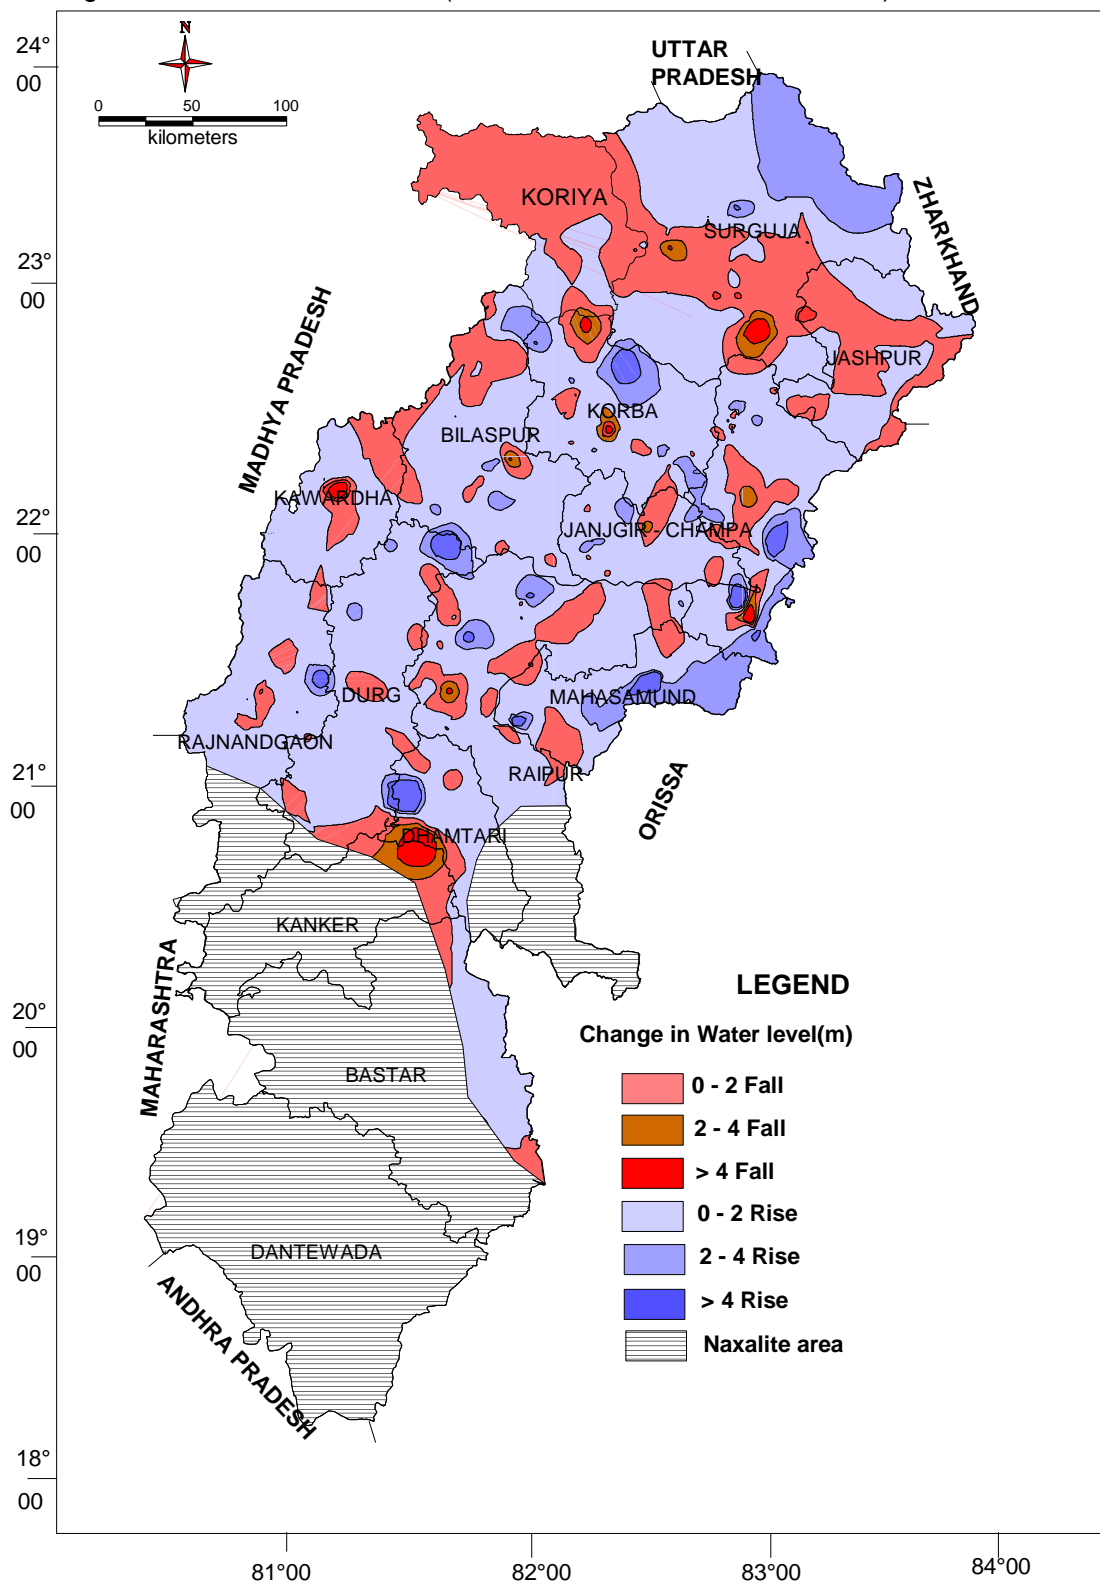 N
0 50 100
kilometers
24°
00
23°
00
22°
00
21°
00
20°
00
19°
00
18°
00
UTTAR
PRADESH
ZHARKHAND
MADHYA PRADESH
ORISSA
MAHARASHTRA
ANDHRA PRADESH
KORIYA
SURGUJA
JASHPUR
KORBA
BILASPUR
KAWARDHA
JANJGIR - CHAMPA
DURG
MAHASAMUND
RAJNANDGAON
RAIPUR
DHAMTARI
KANKER
BASTAR
DANTEWADA
LEGEND
Change in Water level(m)
0 - 2 Fall
2 - 4 Fall
> 4 Fall
0 - 2 Rise
2 - 4 Rise
> 4 Rise
Naxalite area
81°00 82°00 83°00 84°00